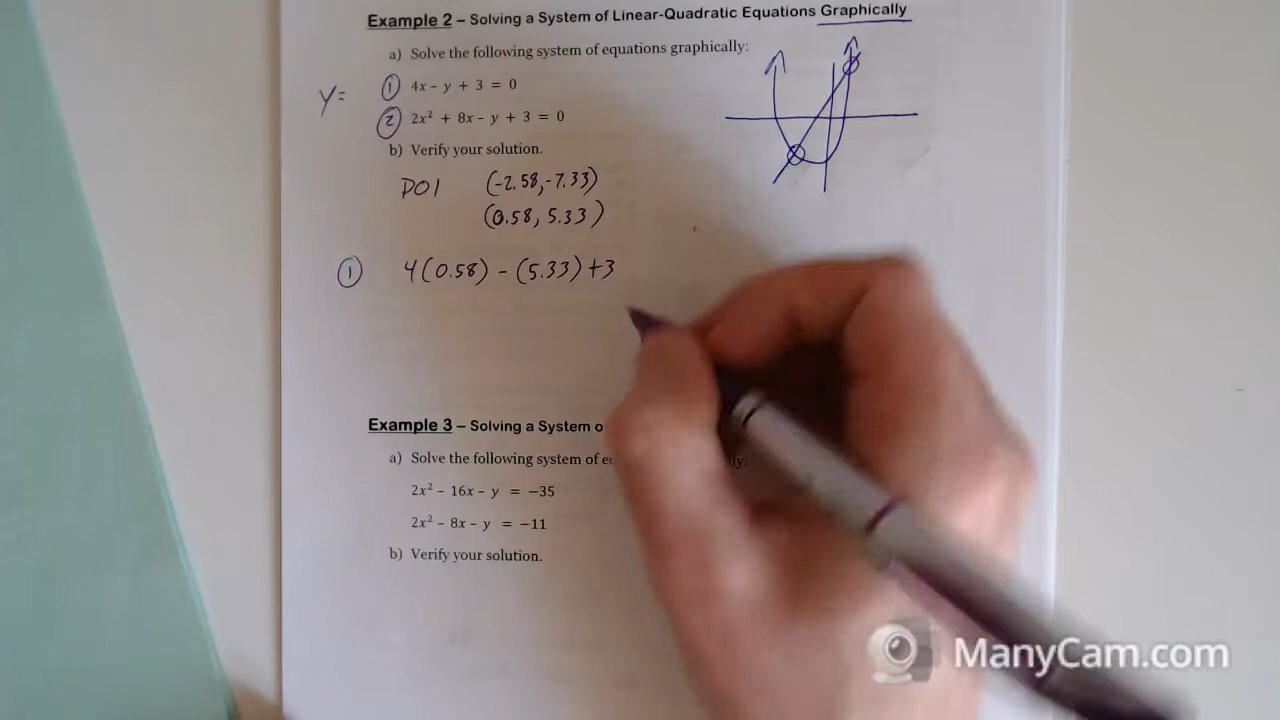 Example 2 – Solving a System of Linear-Quadratic Equations Graphically
a) Solve the following system of equations graphically:
y= ① 4x – y + 3 = 0
② 2x² + 8x – y + 3 = 0
b) Verify your solution.
POI (-2.58, -7.33)
(0.58, 5.33)
① 4(0.58) - (5.33) +3
Example 3 – Solving a System
a) Solve the following system of
2x² – 16x – y = –35
2x² – 8x – y = –11
b) Verify your solution.
ManyCam.com